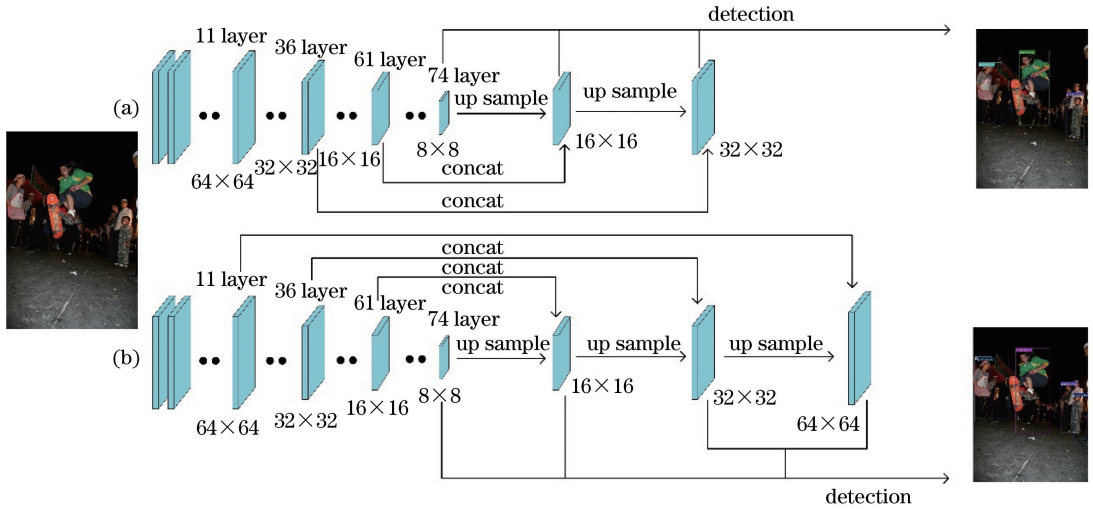 detection
11 layer
36 layer
61 layer
74 layer
up sample
up sample
(a)
64×64
32×32
16×16
8×8
16×16
32×32
concat
concat
concat
concat
concat
11 layer
36 layer
61 layer
74 layer
up sample
up sample
up sample
(b)
64×64
32×32
16×16
8×8
16×16
32×32
64×64
detection